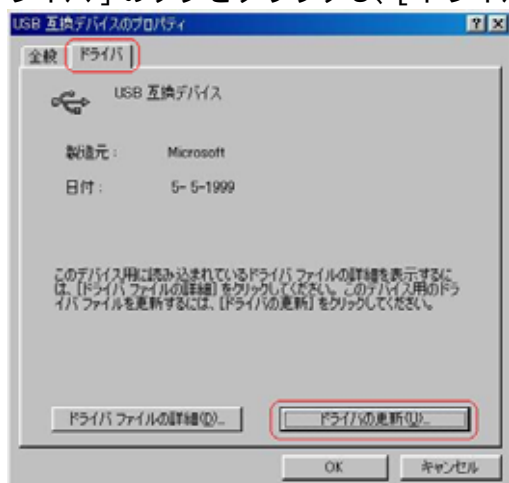 USB 互換デバイスのプロパティ
? ×
全般 ドライバ
USB 互換デバイス
製造元: Microsoft
日付: 5- 5-1999
このデバイス用に読み込まれているドライバ ファイルの詳細を表示するに
は、[ドライバ ファイルの詳細] をクリックしてください。このデバイス用のドラ
イバ ファイルを更新するには、[ドライバの更新] をクリックしてください。
ドライバ ファイルの詳細(D)... ドライバの更新(U)...
OK キャンセル